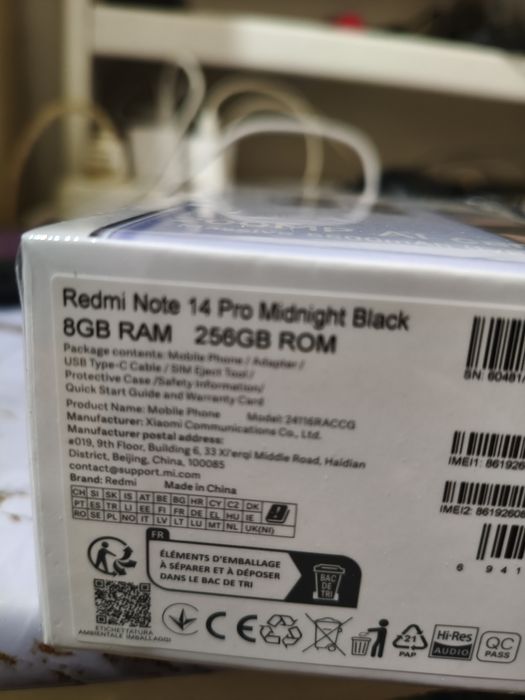 Redmi Note 14 Pro Midnight Black
8GB RAM 256GB ROM
Package contents: Mobile Phone / Adapter /
USB Type-C Cable / SIM Eject Tool /
Protective Case /Safety Information/
Quick Start Guide and Warranty Card
Product Name: Mobile Phone Model: 24116RACCG
Manufacturer: Xiaomi Communications Co., Ltd.
Manufacturer postal address:
#019, 9th Floor, Building 6, 33 Xi'erqi Middle Road, Haidian
District, Beijing, China, 100085
contact@support.mi.com
Brand: Redmi Made in China
CH SI SK IS AT BE BG HR CY CZ DK
PT ES TR LI EE FI FR DE EL HU IE
RO SE PL NO IT LV LT LU MT NL UK(NI)
FR
ÉLÉMENTS D'EMBALLAGE
À SÉPARER ET À DÉPOSER
DANS LE BAC DE TRI
BAC
DE
TRI
ETICHETTATURA
AMBIENTALE IMBALLAGGI
CE
21
PAP
Hi-Res
AUDIO
QC
PASS
SN: 60481
IMEI1: 861926
IMEI2: 86192608
6 941